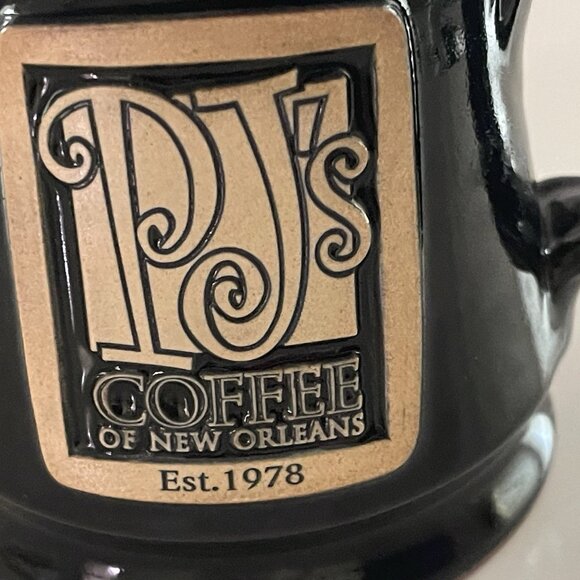 PJ's
COFFEE
OF NEW ORLEANS
Est.1978